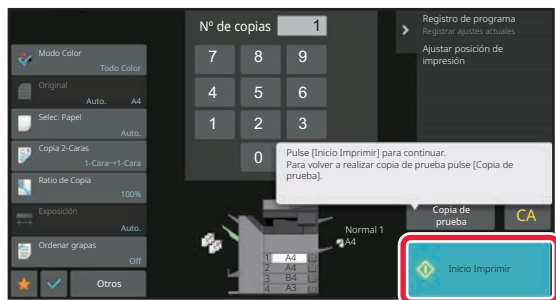 Nº de copias 1
Registro de programa
Registrar ajustes actuales
Ajustar posición de
impresión
Modo Color
Todo Color
Original
Auto. A4
Selec. Papel
Auto.
Copia 2-Caras
1-Cara→1-Cara
Ratio de Copia
100%
Exposición
Auto.
Ordenar grapas
Off
Otros
7 8 9
4 5 6
1 2 3
0
Pulse [Inicio Imprimir] para continuar.
Para volver a realizar copia de prueba pulse [Copia de
prueba].
Copia de
prueba
CA
Normal 1
A4
1 A4
2 A4
3 B4
4 A3
Inicio Imprimir